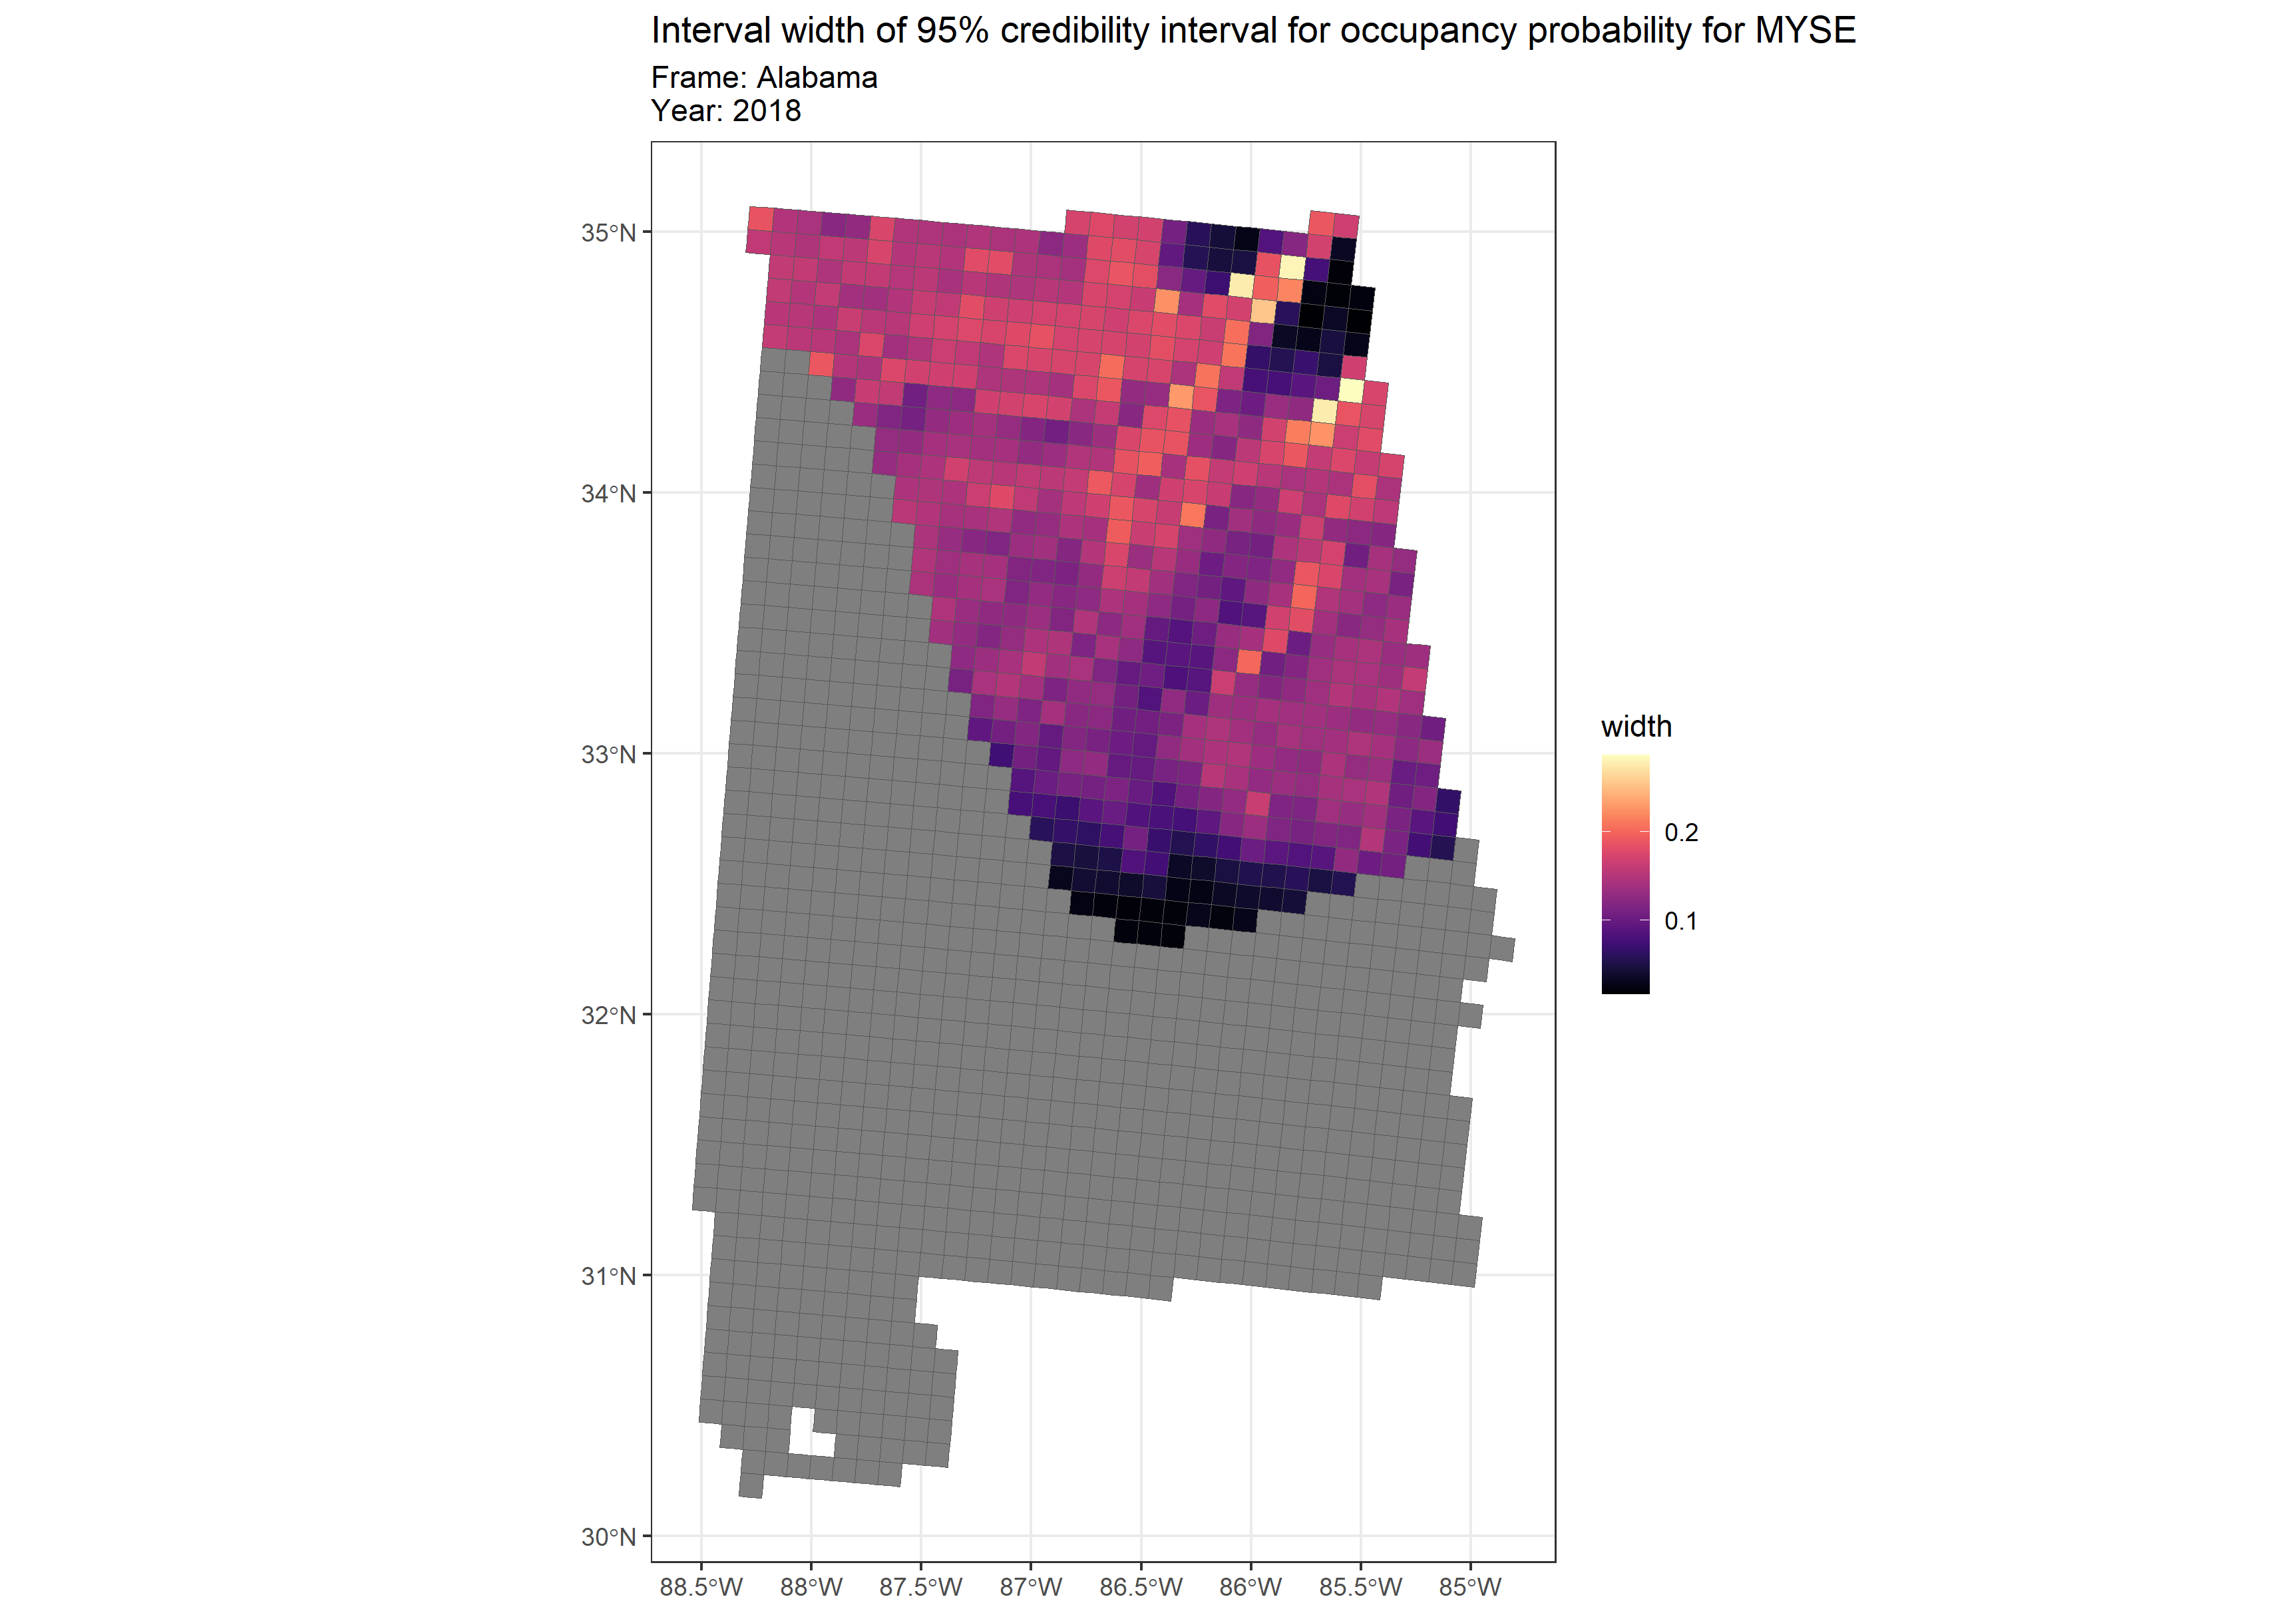 Interval width of 95% credibility interval for occupancy probability for MYSE
Frame: Alabama
Year: 2018
35°N
34°N
33°N
32°N
31°N
30°N
88.5°W 88°W 87.5°W 87°W 86.5°W 86°W 85.5°W 85°W
width
0.2
0.1